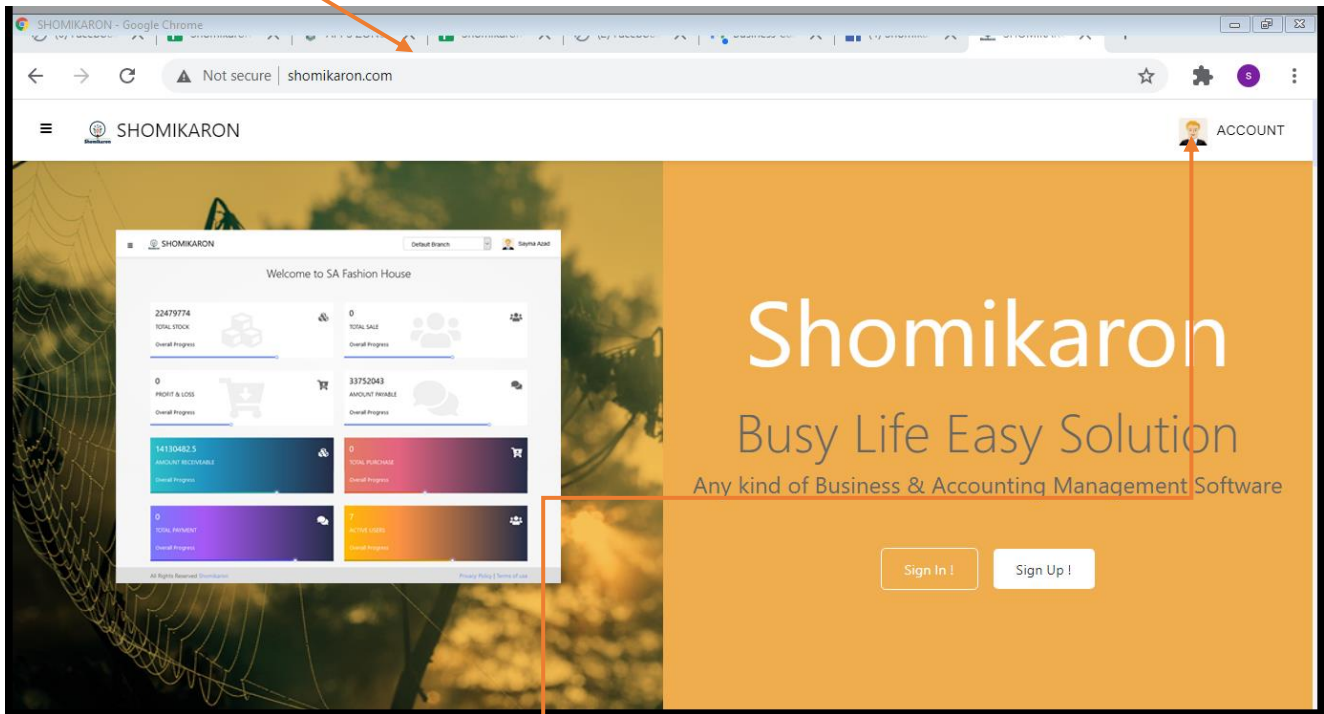 SHOMIKARON - Google Chrome
Not secure | shomikaron.com
SHOMIKARON
ACCOUNT
SHOMIKARON
Default Branch
Sayma Azad
Welcome to SA Fashion House
22479774
TOTAL STOCK
Overall Progress
0
TOTAL SALE
Overall Progress
0
PROFIT & LOSS
Overall Progress
33752043
AMOUNT PAYABLE
Overall Progress
14130482.5
AMOUNT RECEIVEABLE
Overall Progress
0
TOTAL PURCHASE
Overall Progress
0
TOTAL PAYMENT
Overall Progress
7
ACTIVE USERS
Overall Progress
All Rights Reserved Shomikaron
Privacy Policy | Terms of use
Shomikaron
Busy Life Easy Solution
Any kind of Business & Accounting Management Software
Sign In !
Sign Up !